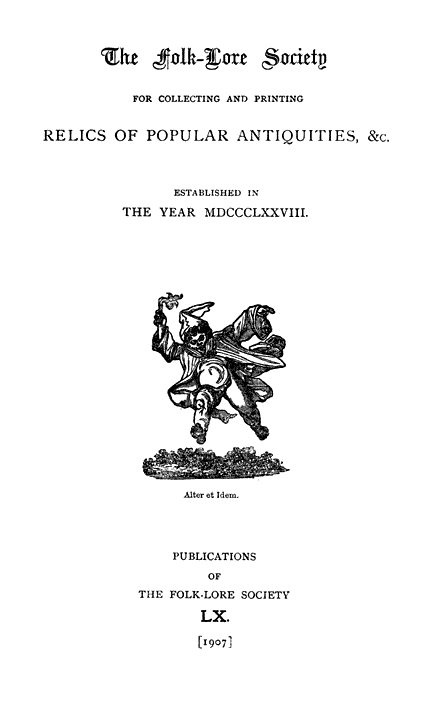 The Folk-Lore Society
FOR COLLECTING AND PRINTING
RELICS OF POPULAR ANTIQUITIES, &c.
ESTABLISHED IN
THE YEAR MDCCCLXXVIII.
Alter et Idem.
PUBLICATIONS
OF
THE FOLK-LORE SOCIETY
LX.
[1907]